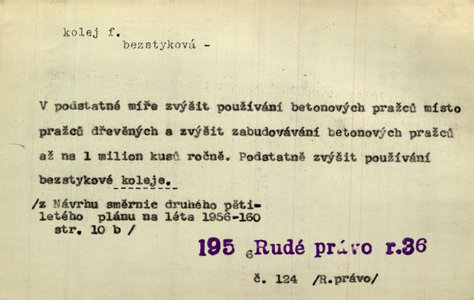 kolej f.
bezstyková -
V podstatné míře zvýšit používání betonových pražců místo
pražců dřevěných a zvýšit zabudovávání betonových pražců
až na 1 milion kusů ročně. Podstatně zvýšit používání
bezstykové koleje.
/z Návrhu směrnic druhého pěti-
letého plánu na léta 1956-160
str. 10 b /
195 6 Rudé právo r.36
č. 124 /R.právo/